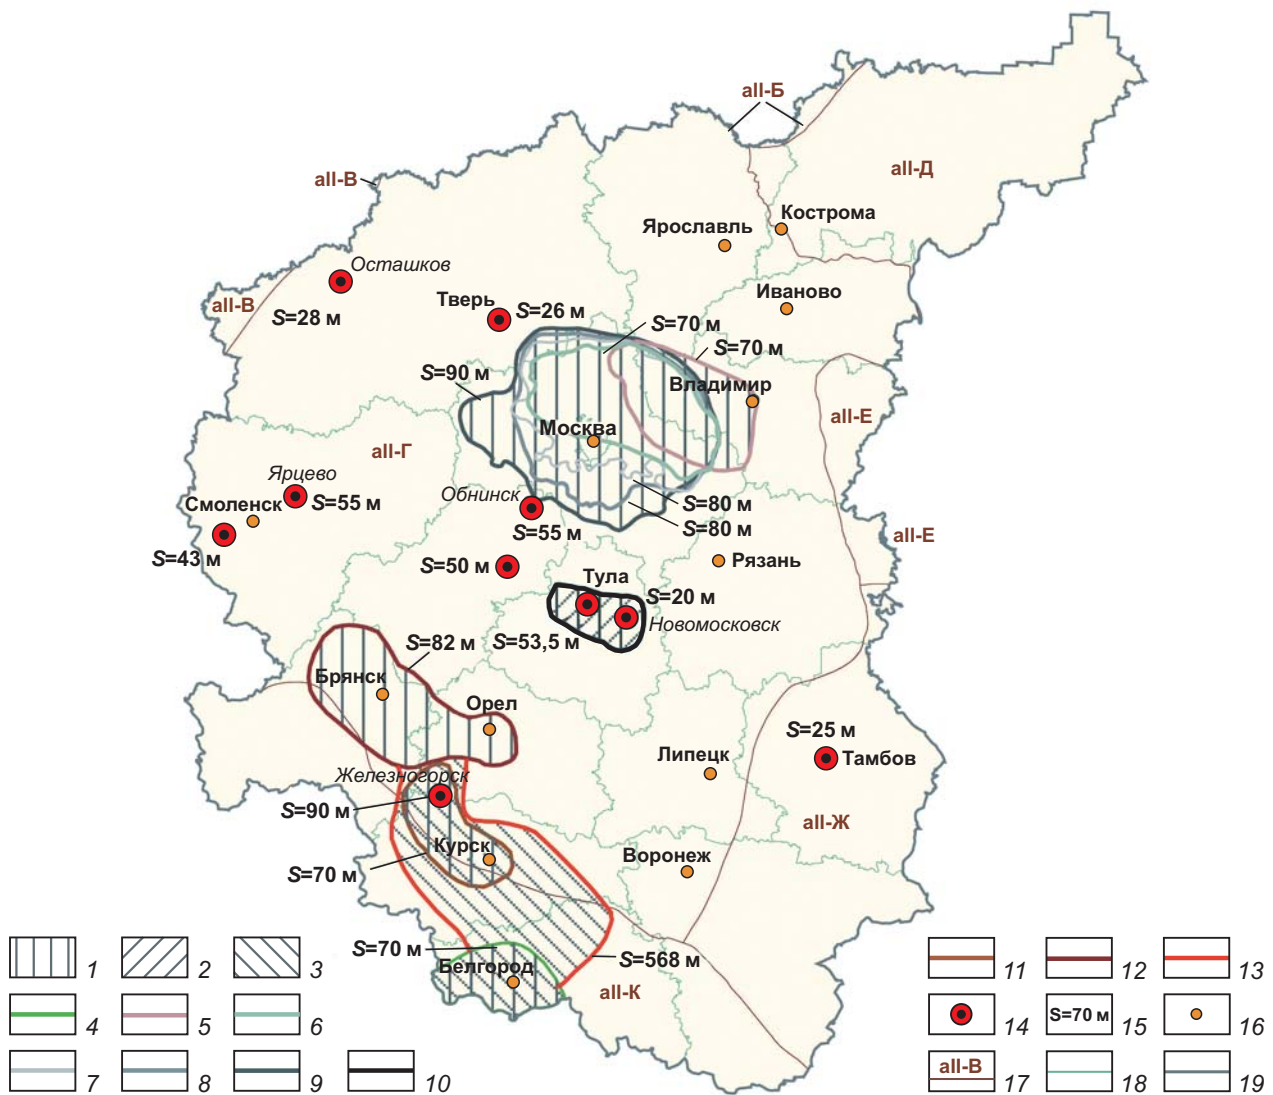 all-Б
all-В
all-Д
Ярославль
Кострома
Осташков
all-В
S=28 м
Тверь
S=26 м
Иваново
S=70 м
S=70 м
S=90 м
Владимир
Москва
all-Е
all-Г
Ярцево
S=55 м
Смоленск
S=43 м
Обнинск
S=55 м
S=80 м
S=80 м
all-Е
S=50 м
Рязань
Тула
S=20 м
Новомосковск
S=53,5 м
S=82 м
Брянск
Орел
S=25 м
Тамбов
Липецк
Железногорск
S=90 м
all-Ж
Курск
S=70 м
Воронеж
S=70 м
Белгород
S=568 м
all-К
1
2
3
4
5
6
7
8
9
10
11
12
13
14
S=70 м 15
16
all-В 17
18
19